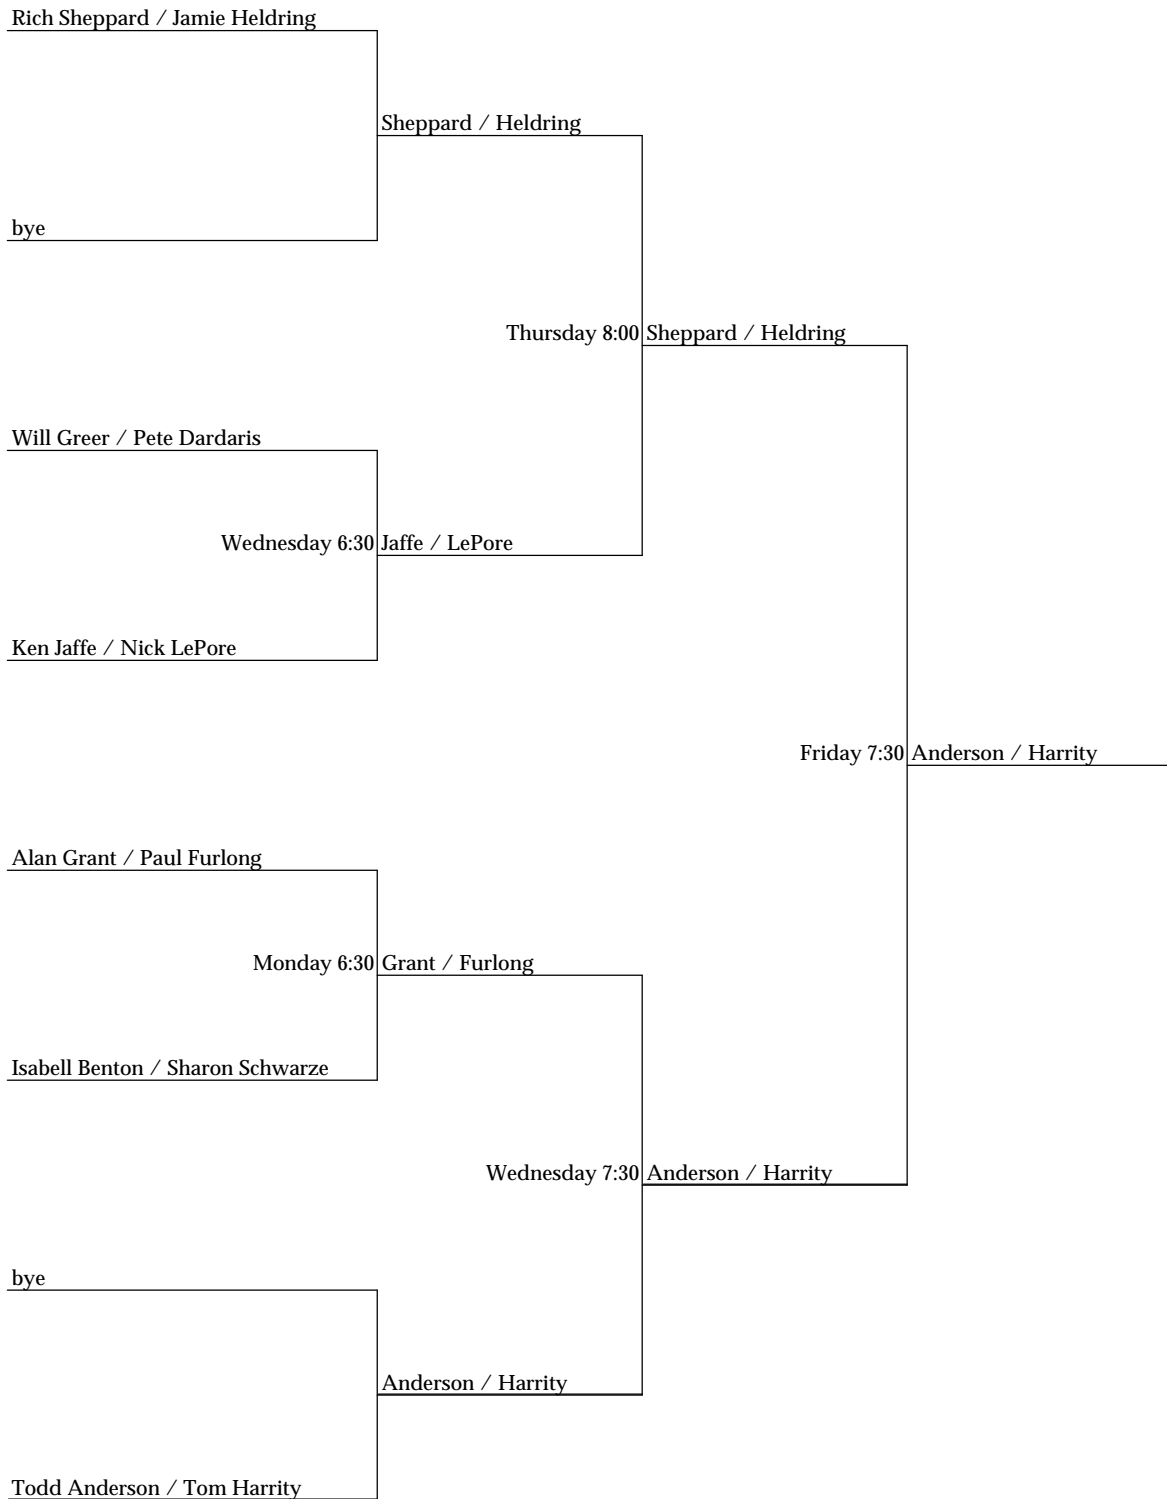 Rich Sheppard / Jamie Heldring
Sheppard / Heldring
bye
Thursday 8:00 Sheppard / Heldring
Will Greer / Pete Dardaris
Wednesday 6:30 Jaffe / LePore
Ken Jaffe / Nick LePore
Friday 7:30 Anderson / Harrity
Alan Grant / Paul Furlong
Monday 6:30 Grant / Furlong
Isabell Benton / Sharon Schwarze
Wednesday 7:30 Anderson / Harrity
bye
Anderson / Harrity
Todd Anderson / Tom Harrity